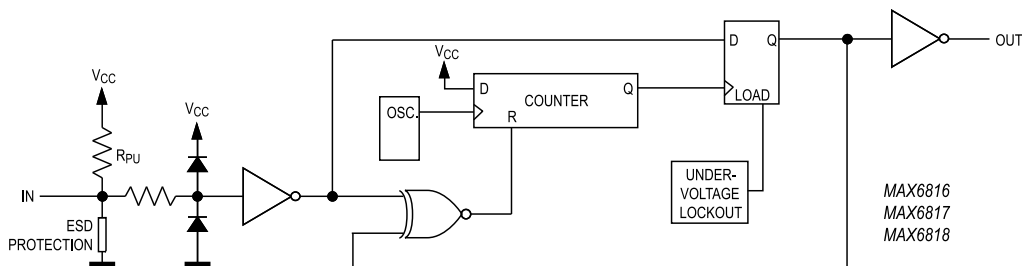 D
Q
OUT
VCC
VCC
D
Q
COUNTER
LOAD
OSC.
R
VCC
RPU
UNDER-
VOLTAGE
LOCKOUT
MAX6816
MAX6817
MAX6818
IN
ESD
PROTECTION